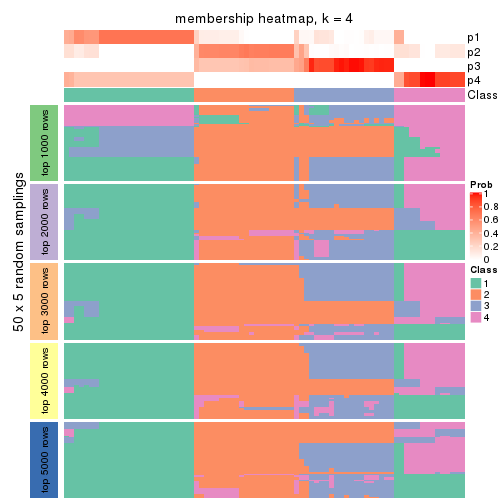 membership heatmap, k = 4
p1
p2
p3
p4
Class
50 x 5 random samplings
top 1000 rows
top 2000 rows
top 3000 rows
top 4000 rows
top 5000 rows
Prob
1
0.8
0.6
0.4
0.2
0
Class
1
2
3
4